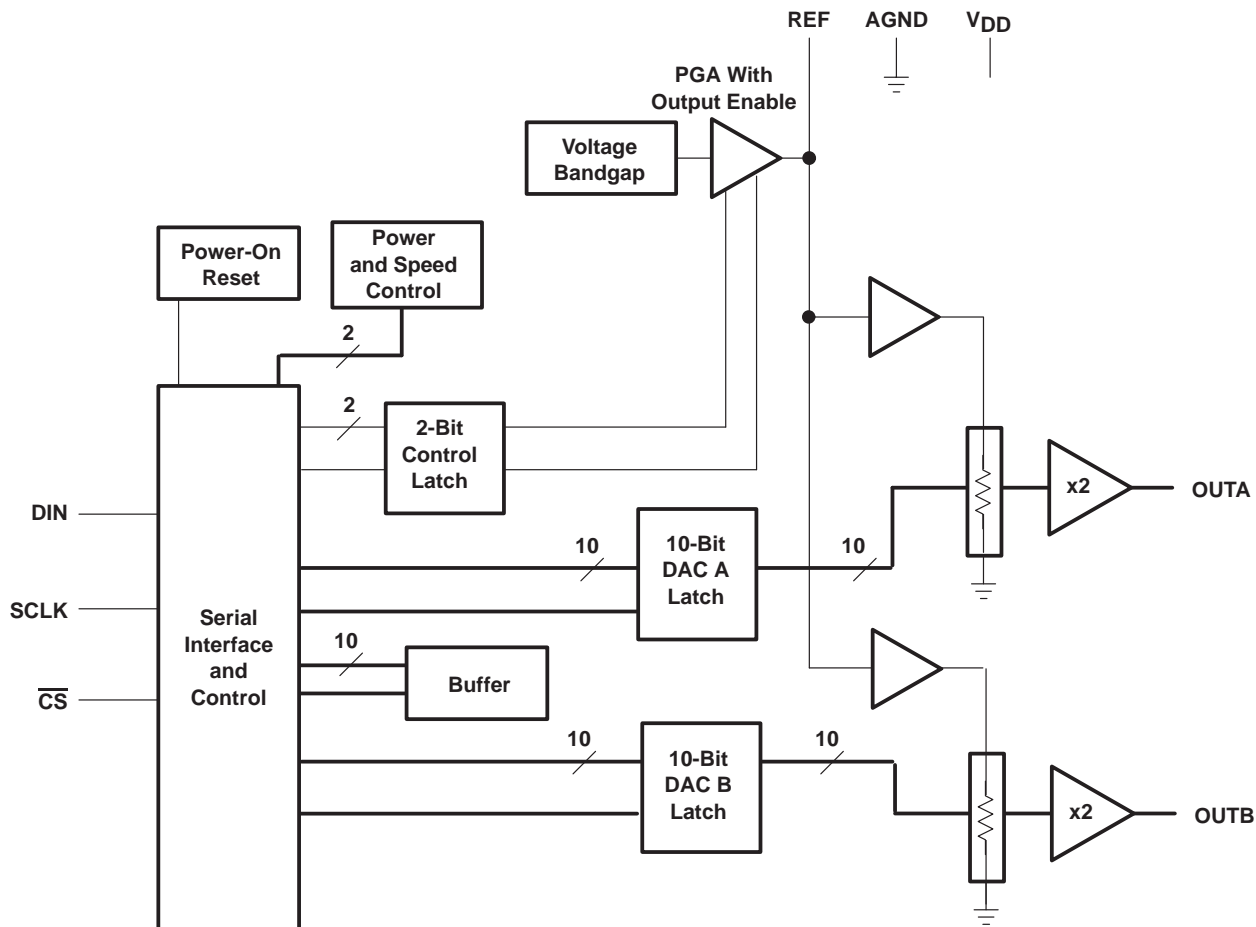 REF AGND VDD
PGA With
Output Enable
Voltage
Bandgap
Power-On
Reset
Power
and Speed
Control
2
2
2-Bit
Control
Latch
x2
OUTA
DIN
10
10-Bit
DAC A
Latch
10
SCLK
Serial
Interface
and
Control
10
Buffer
CS
10
10-Bit
DAC B
Latch
10
x2
OUTB